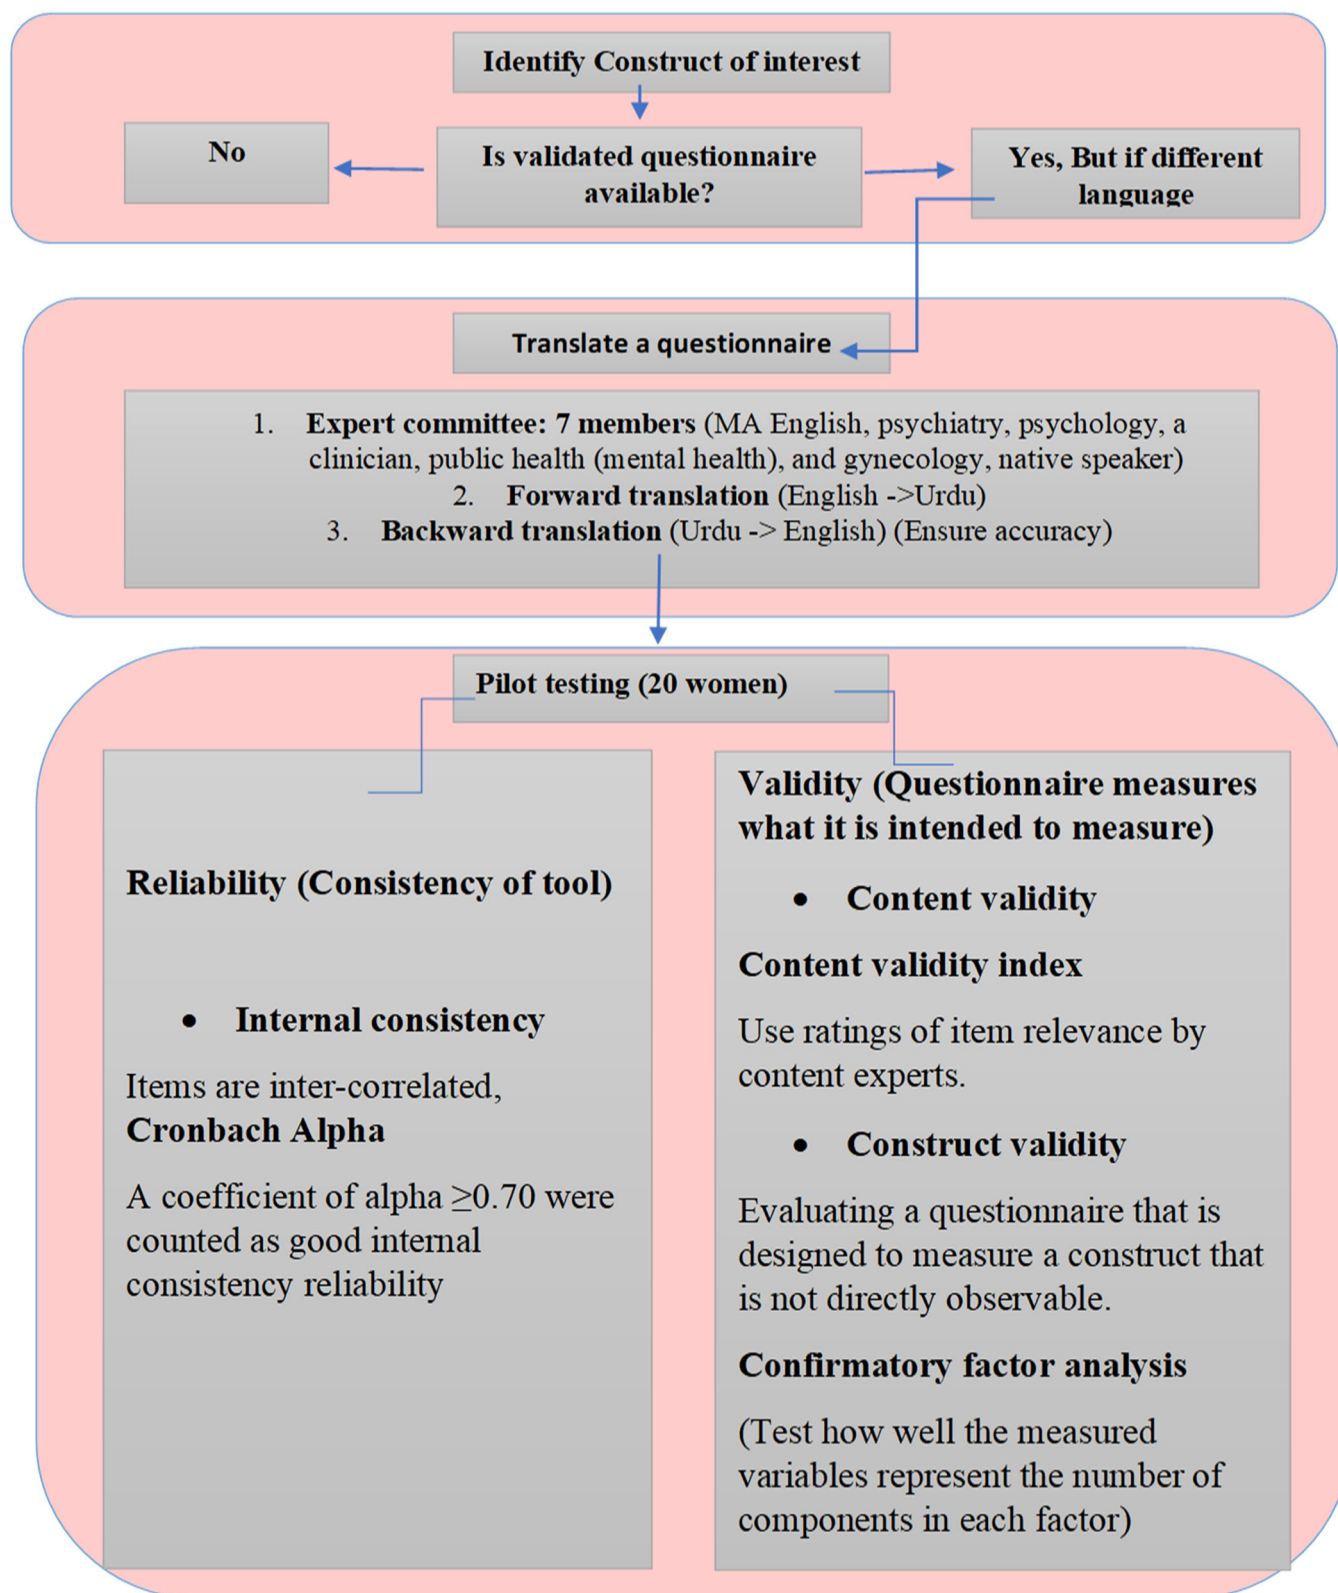 Identify Construct of interest
No
Is validated questionnaire
available?
Yes, But if different
language
Translate a questionnaire
1. Expert committee: 7 members (MA English, psychiatry, psychology, a
clinician, public health (mental health), and gynecology, native speaker)
2. Forward translation (English ->Urdu)
3. Backward translation (Urdu -> English) (Ensure accuracy)
Pilot testing (20 women)
Reliability (Consistency of tool)
• Internal consistency
Items are inter-correlated,
Cronbach Alpha
A coefficient of alpha ≥0.70 were
counted as good internal
consistency reliability
Validity (Questionnaire measures
what it is intended to measure)
• Content validity
Content validity index
Use ratings of item relevance by
content experts.
• Construct validity
Evaluating a questionnaire that is
designed to measure a construct that
is not directly observable.
Confirmatory factor analysis
(Test how well the measured
variables represent the number of
components in each factor)